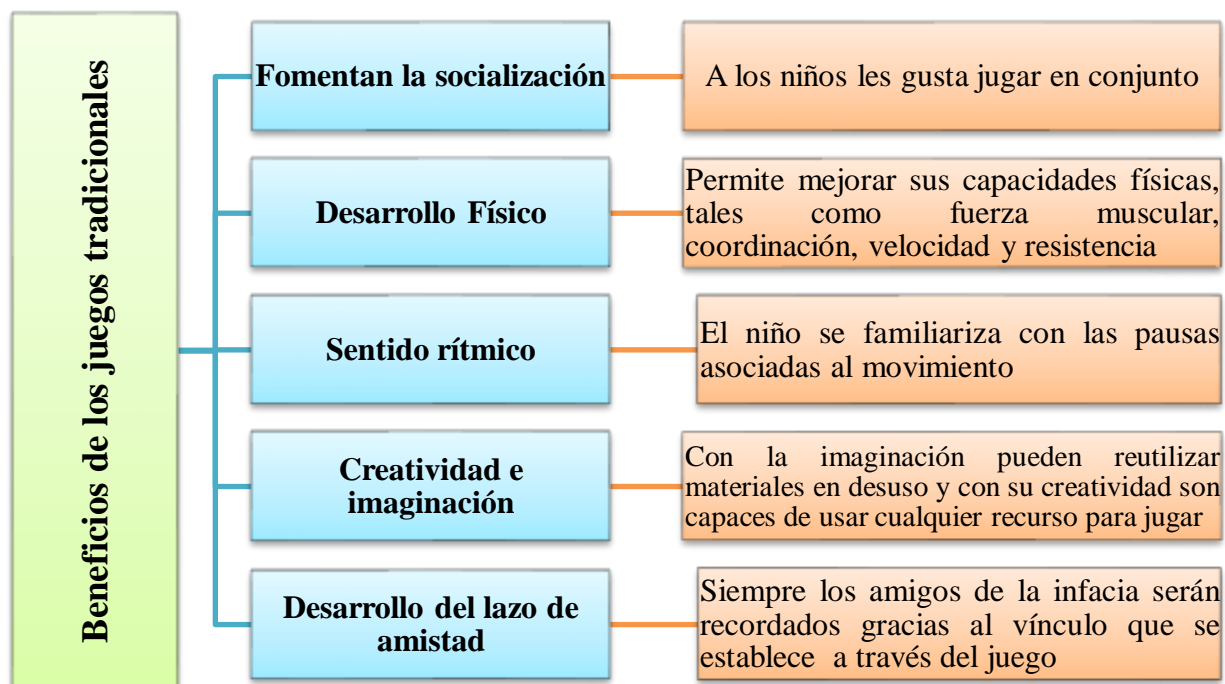 Beneficios de los juegos tradicionales
Fomentan la socialización
A los niños les gusta jugar en conjunto
Desarrollo Físico
Permite mejorar sus capacidades físicas,
tales como fuerza muscular,
coordinación, velocidad y resistencia
Sentido rítmico
El niño se familiariza con las pausas
asociadas al movimiento
Creatividad e
imaginación
Con la imaginación pueden reutilizar
materiales en desuso y con su creatividad son
capaces de usar cualquier recurso para jugar
Desarrollo del lazo de
amistad
Siempre los amigos de la infacia serán
recordados gracias al vínculo que se
establece a través del juego